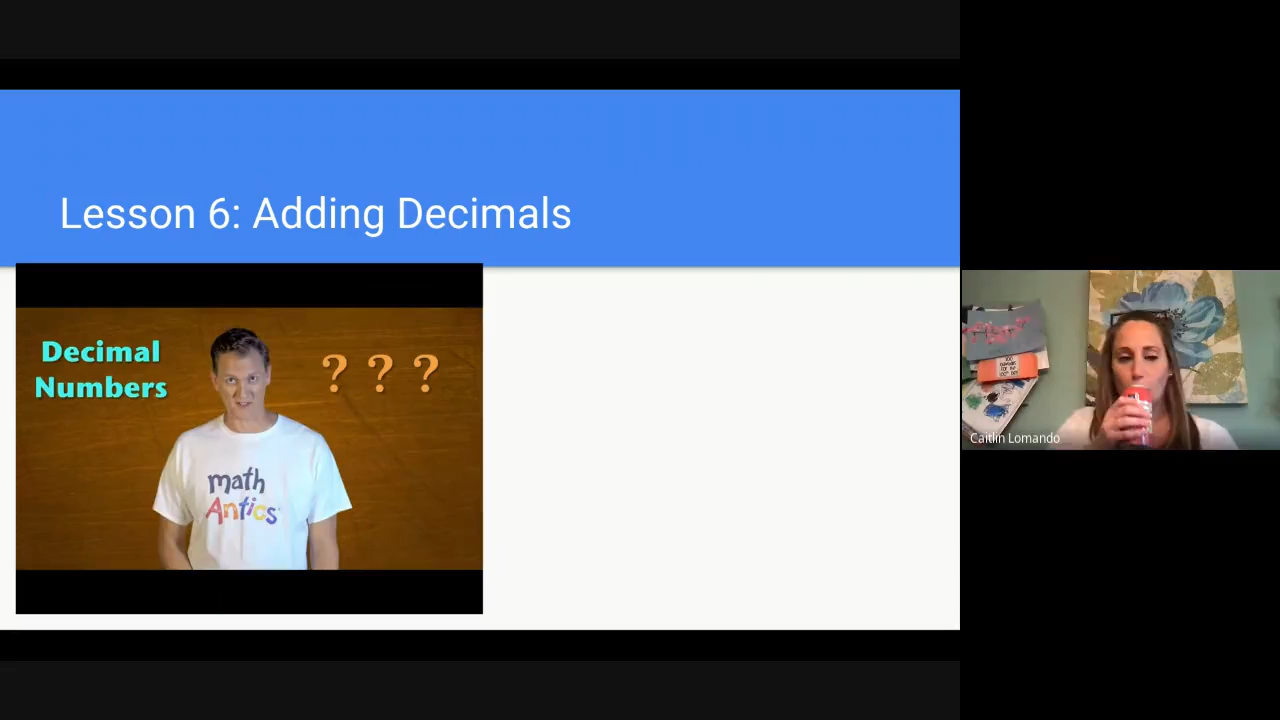 Lesson 6: Adding Decimals
Decimal
Numbers
? ? ?
math
Antics
Caitlin Lomando